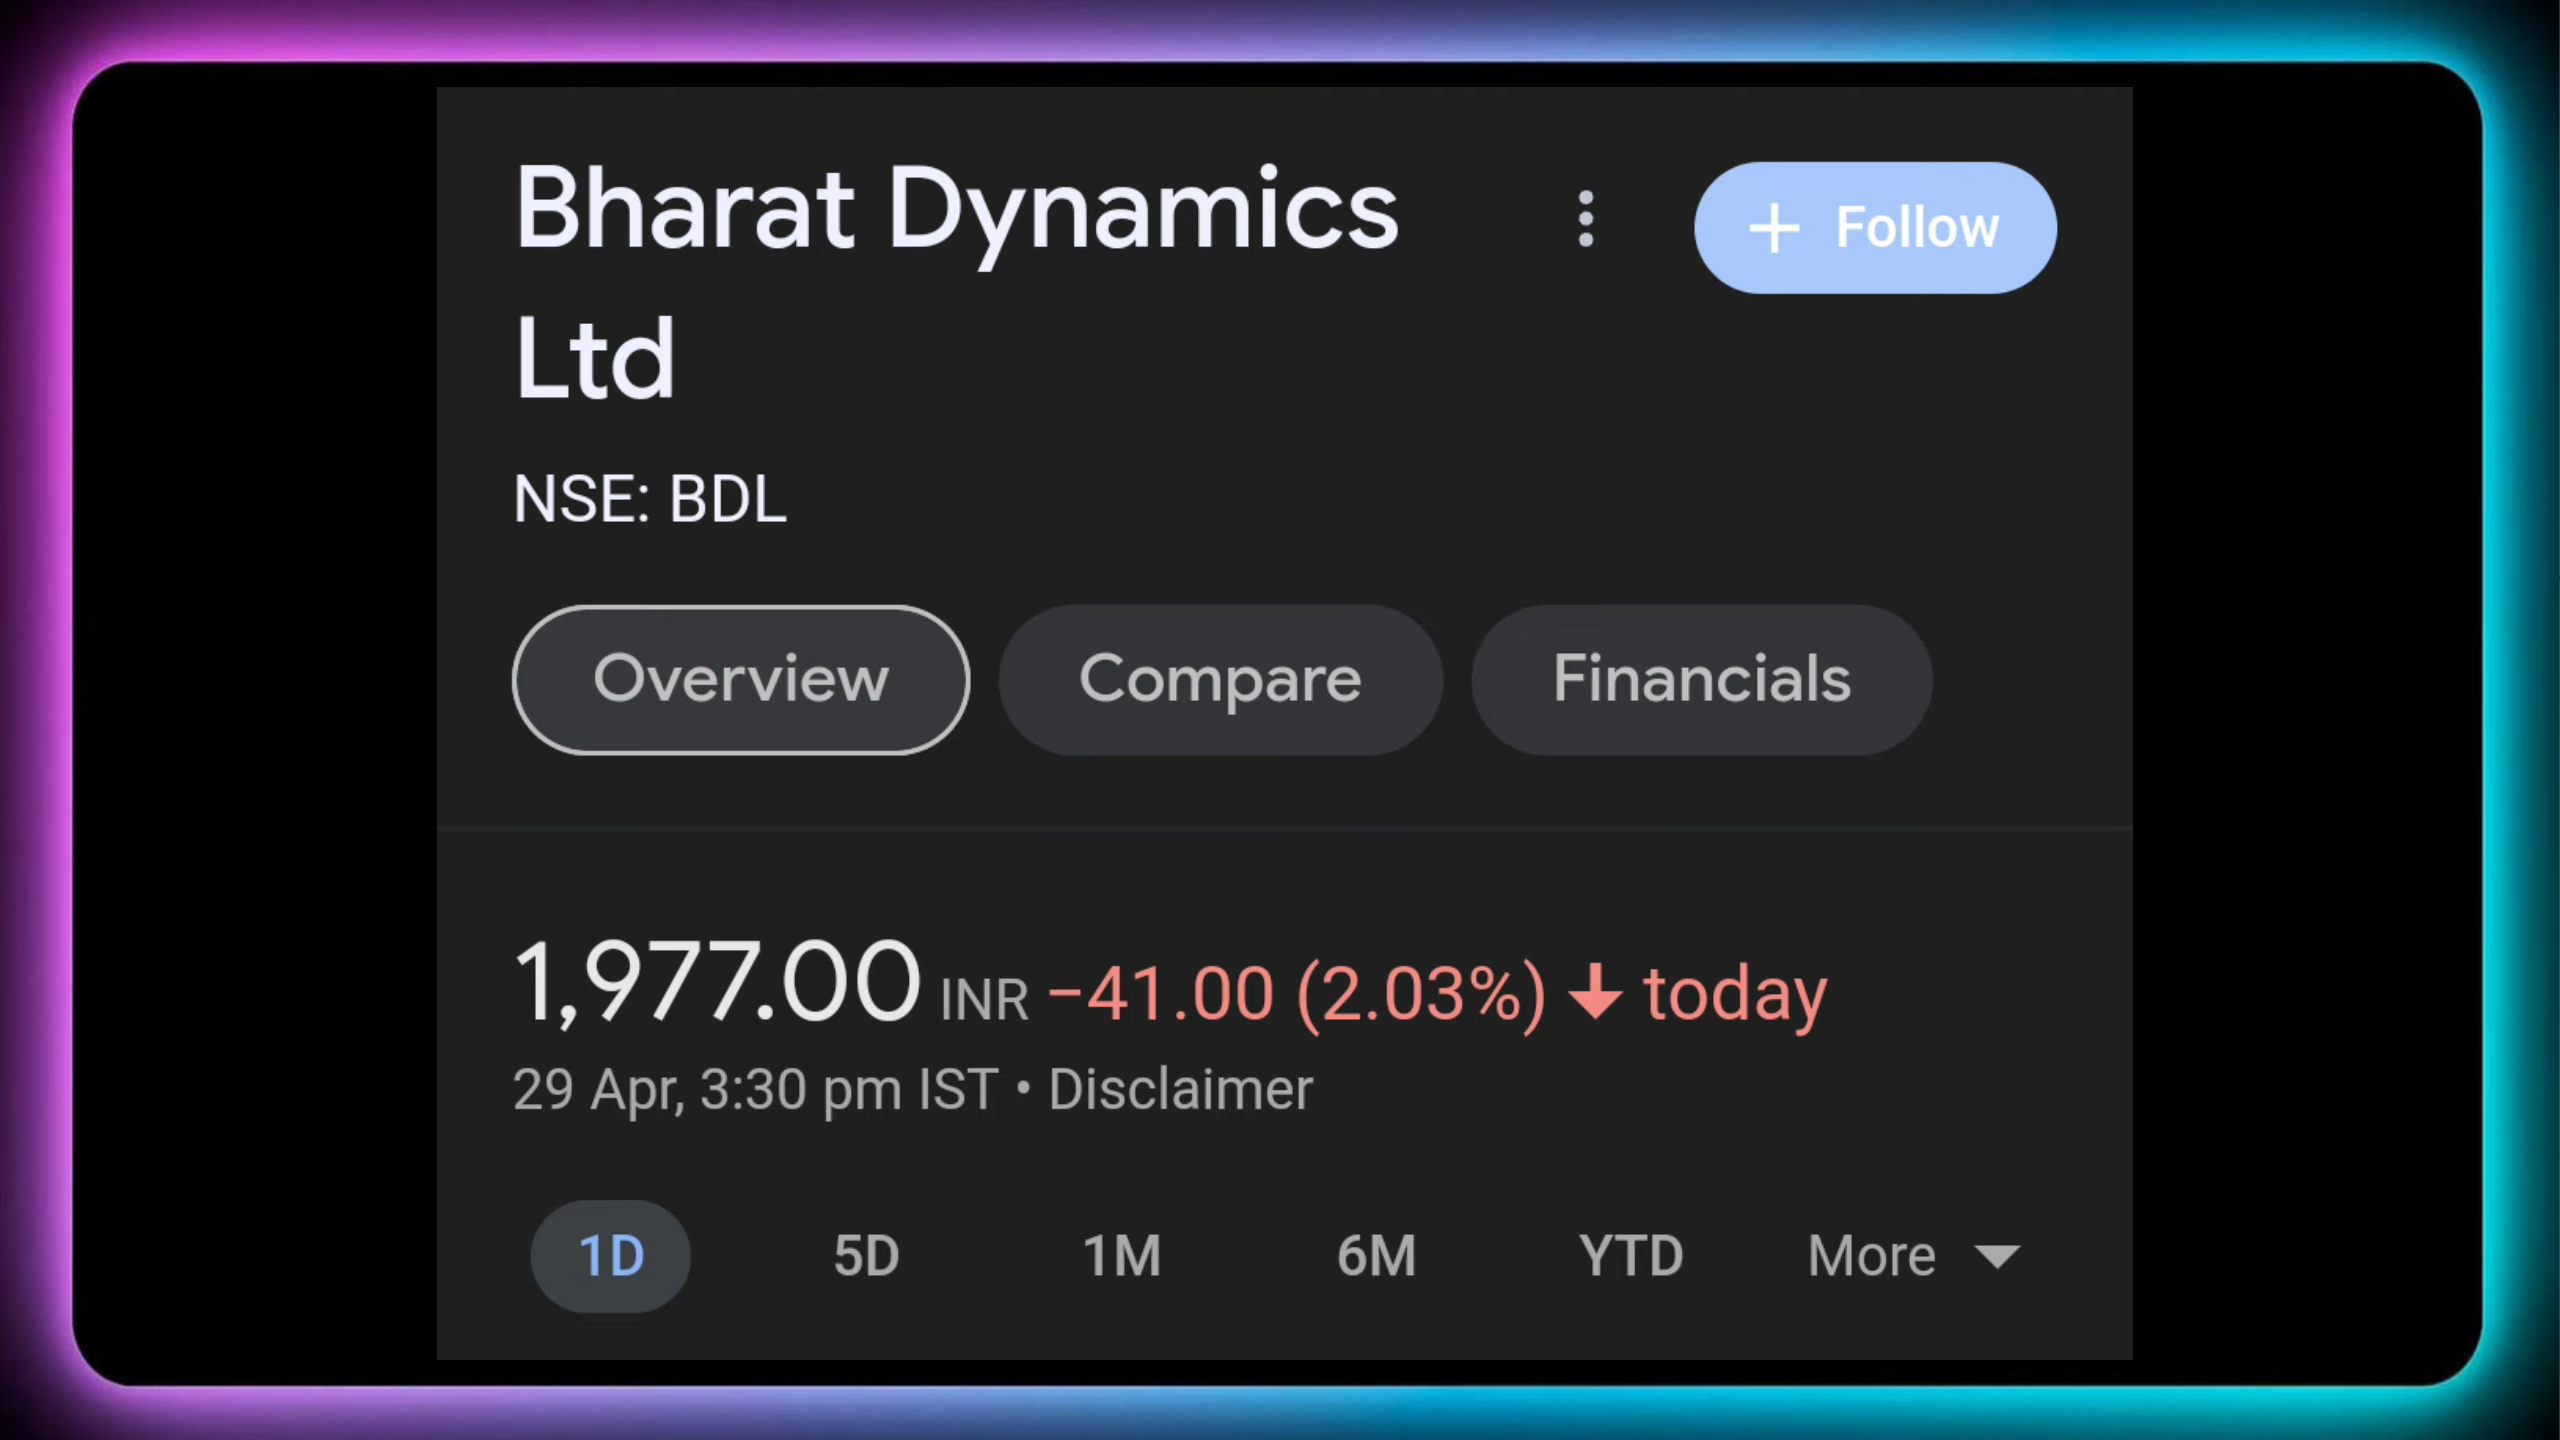 Bharat Dynamics
Ltd
+ Follow
NSE: BDL
Overview Compare Financials
1,977.00 INR −41.00 (2.03%) ↓ today
29 Apr, 3:30 pm IST • Disclaimer
1D 5D 1M 6M YTD More